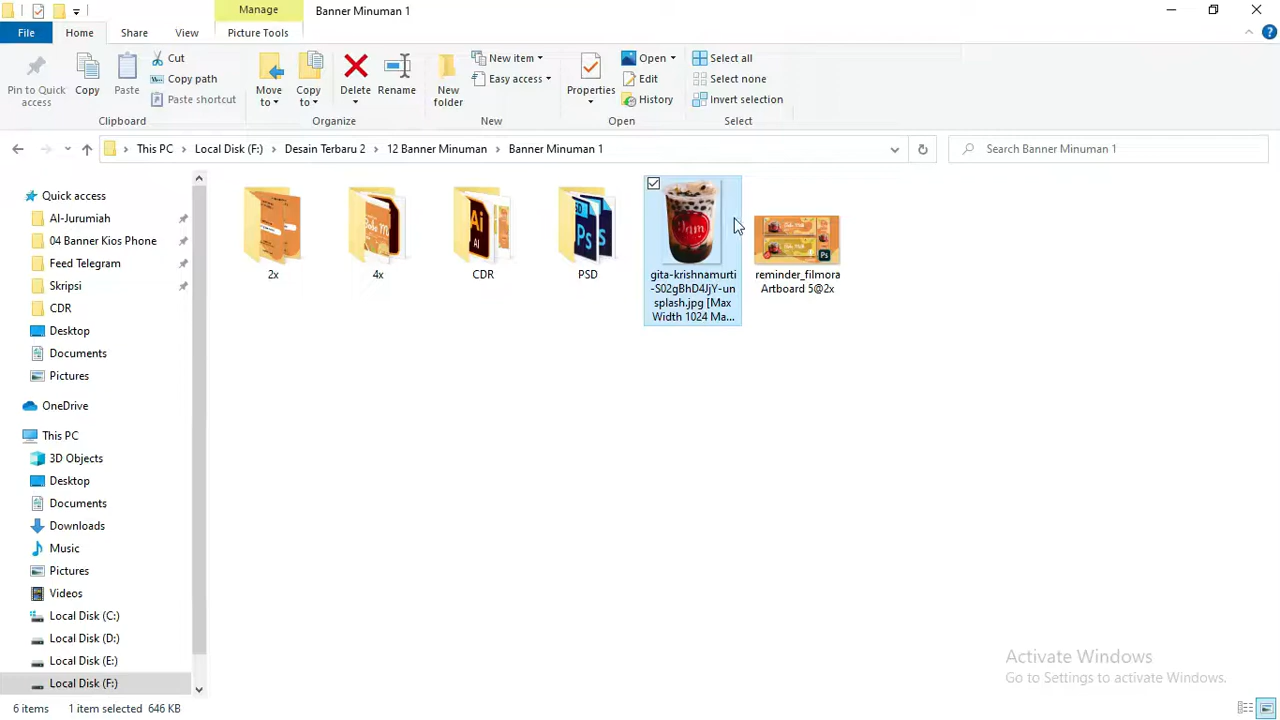 Manage
Banner Minuman 1
File
Home
Share
View
Picture Tools
Pin to Quick access
Copy
Paste
Cut
Copy path
Paste shortcut
Clipboard
Move to
Copy to
Delete
Rename
Organize
New folder
New item
Easy access
New
Properties
Open
Edit
History
Open
Select all
Select none
Invert selection
Select
This PC
Local Disk (F:)
Desain Terbaru 2
12 Banner Minuman
Banner Minuman 1
Search Banner Minuman 1
Quick access
Al-Jurumiah
04 Banner Kios Phone
Feed Telegram
Skripsi
CDR
Desktop
Documents
Pictures
OneDrive
This PC
3D Objects
Desktop
Documents
Downloads
Music
Pictures
Videos
Local Disk (C:)
Local Disk (D:)
Local Disk (E:)
Local Disk (F:)
2x
4x
Ai
AI
CDR
Ps
PSD
gita-krishnamurti
-S02gBhD4JjY-un
splash.jpg [Max
Width 1024 Ma...
Ps
reminder_filmora
Artboard 5@2x
Activate Windows
Go to Settings to activate Windows.
6 items
1 item selected 646 KB